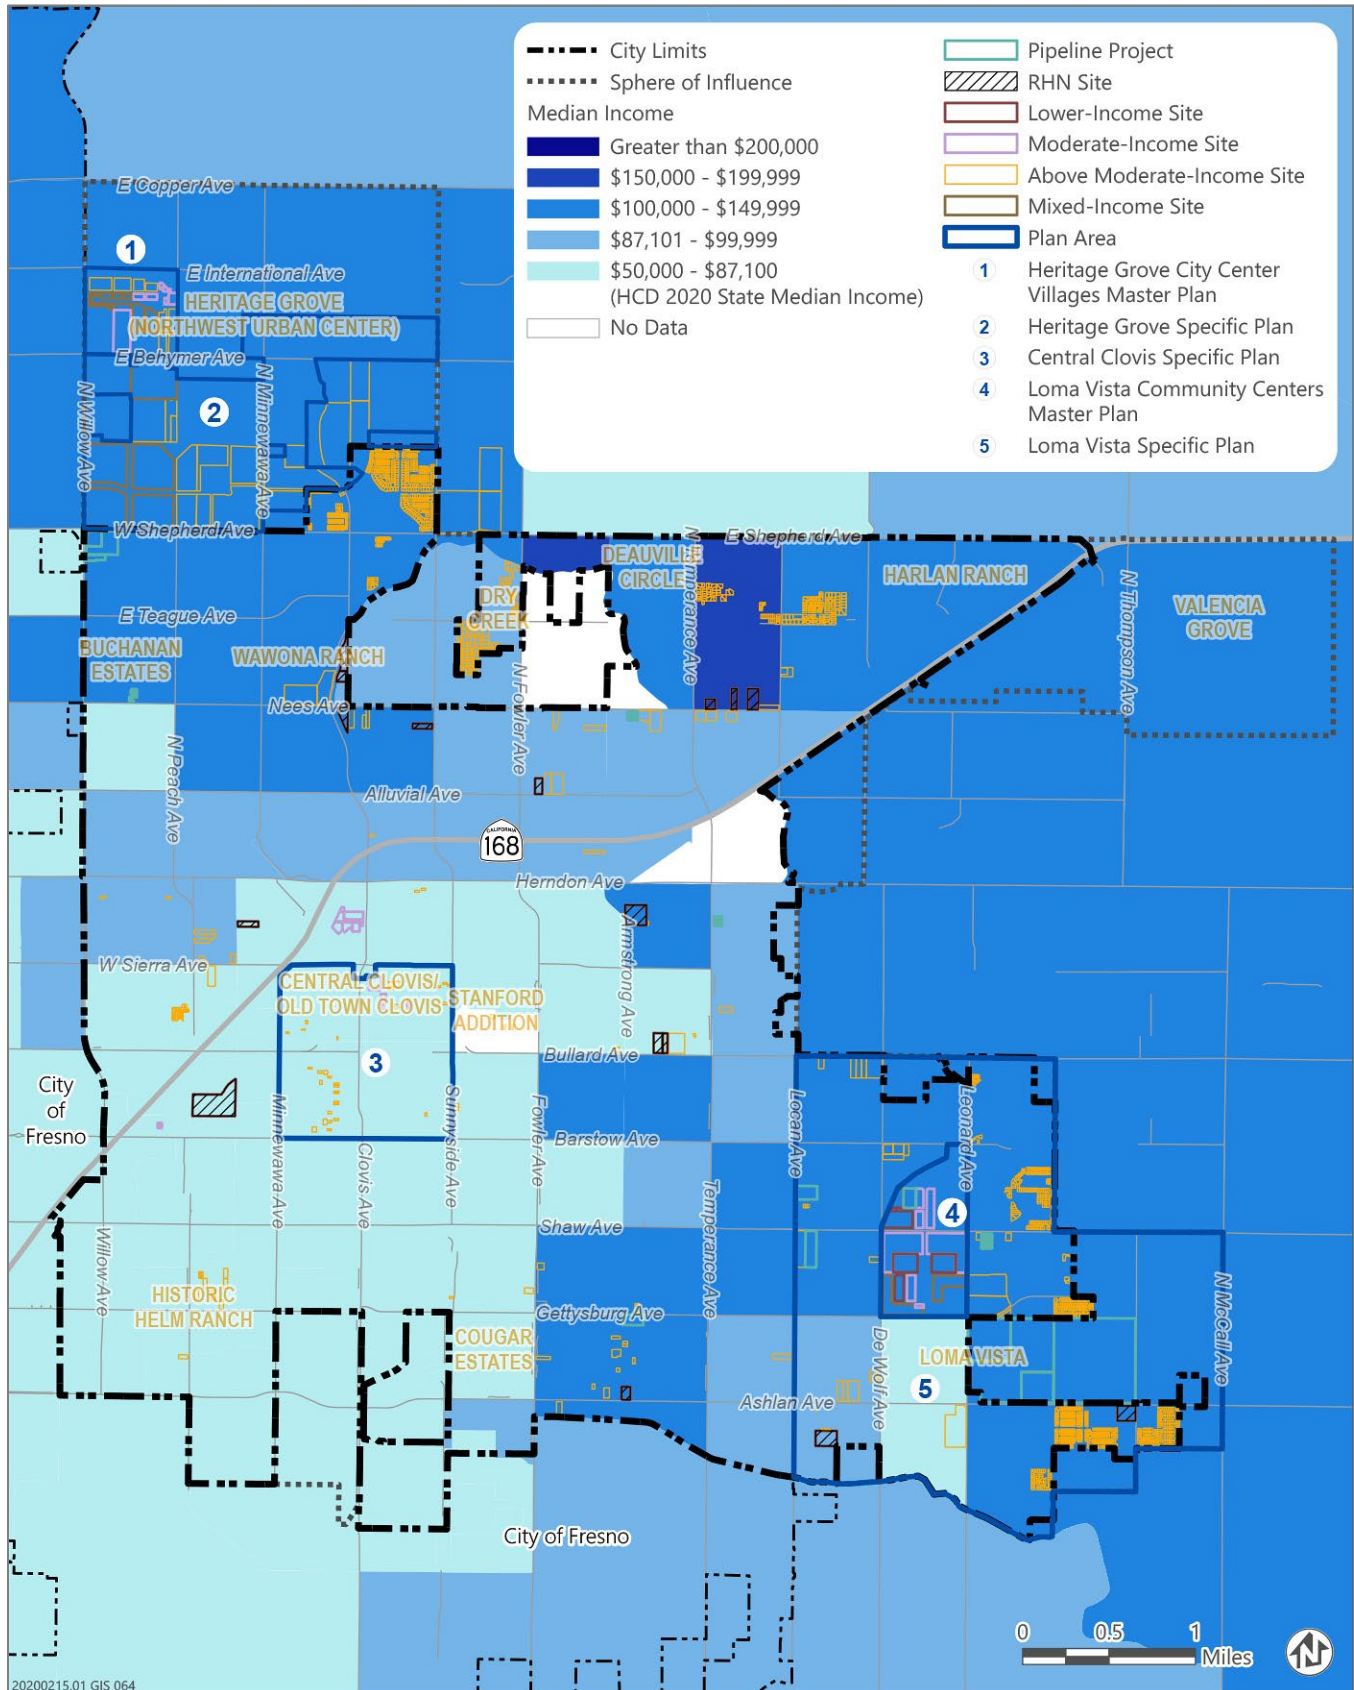 City Limits
Sphere of Influence
Median Income
Greater than $200,000
$150,000 - $199,999
$100,000 - $149,999
$87,101 - $99,999
$50,000 - $87,100
(HCD 2020 State Median Income)
No Data
Pipeline Project
RHN Site
Lower-Income Site
Moderate-Income Site
Above Moderate-Income Site
Mixed-Income Site
Plan Area
1 Heritage Grove City Center
Villages Master Plan
2 Heritage Grove Specific Plan
3 Central Clovis Specific Plan
4 Loma Vista Community Centers
Master Plan
5 Loma Vista Specific Plan
E Copper Ave
1
E International Ave
HERITAGE GROVE
(NORTHWEST URBAN CENTER)
E Behymer Ave
N Willow Ave
N Minnewawa Ave
2
W Shepherd Ave
E Shepherd Ave
DEAUVILLE
CIRCLE
N Temperance Ave
HARLAN RANCH
N Thompson Ave
VALENCIA
GROVE
DRY
CREEK
E Teague Ave
BUCHANAN
ESTATES
WAWONA RANCH
Nees Ave
N Fowler Ave
N Peach Ave
Alluvial Ave
CALIFORNIA
168
Herndon Ave
Armstrong Ave
W Sierra Ave
CENTRAL CLOVIS/
OLD TOWN CLOVIS
STANFORD
ADDITION
3
Bullard Ave
City
of
Fresno
Minnewawa Ave
Clovis Ave
Sunnyside Ave
Fowler Ave
Barstow Ave
Locan Ave
Leonard Ave
4
Temperance Ave
Shaw Ave
Willow Ave
HISTORIC
HELM RANCH
Gettysburg Ave
COUGAR
ESTATES
De Wolf Ave
LOMA VISTA
N McCall Ave
5
Ashlan Ave
City of Fresno
0 0.5 1
Miles
N
20200215.01 GIS 064